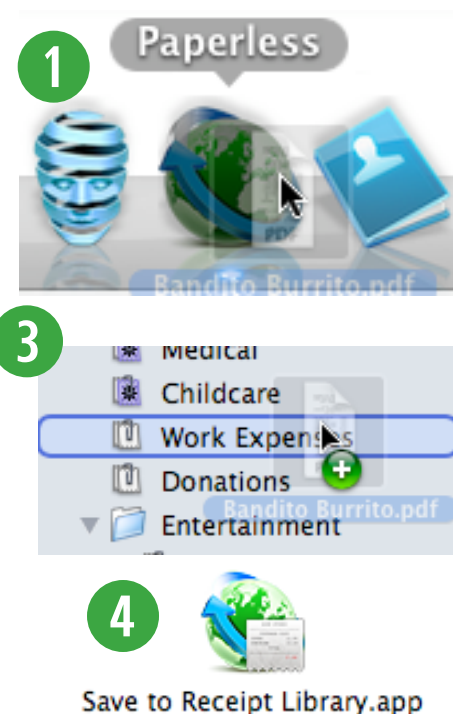 Paperless
1
PDF
Bandito Burrito.pdf
3
Medical
Childcare
Work Expenses
Donations
Bandito Burrito.pdf
Entertainment
4
Save to Receipt Library.app